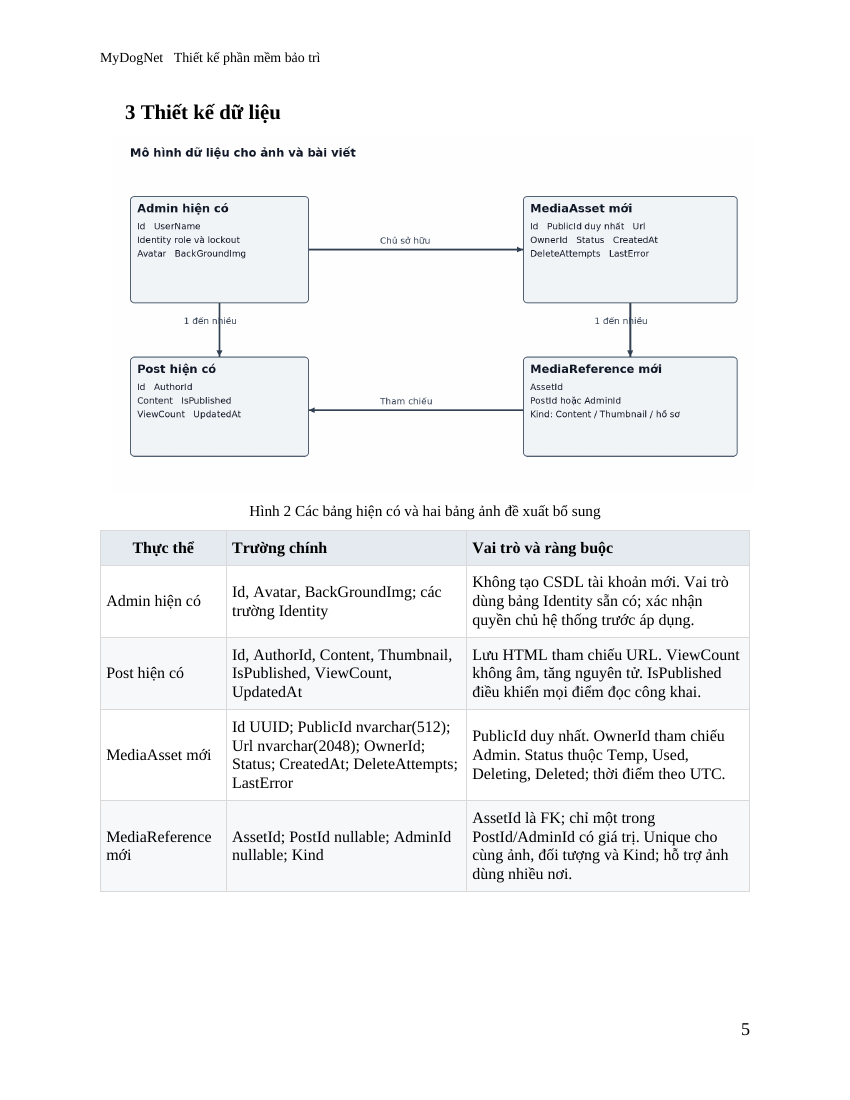 MyDogNet   Thiết kế phần mềm bảo trì
3 Thiết kế dữ liệu
Mô hình dữ liệu cho ảnh và bài viết
Admin hiện có
Id   UserName
Identity role và lockout
Avatar   BackGroundImg
Chủ sở hữu
MediaAsset mới
Id   PublicId duy nhất   Url
OwnerId   Status   CreatedAt
DeleteAttempts   LastError
1 đến nhiều
1 đến nhiều
Post hiện có
Id   AuthorId
Content   IsPublished
ViewCount   UpdatedAt
Tham chiếu
MediaReference mới
AssetId
PostId hoặc AdminId
Kind: Content / Thumbnail / hồ sơ
Hình 2 Các bảng hiện có và hai bảng ảnh đề xuất bổ sung
Thực thể
Trường chính
Vai trò và ràng buộc
Admin hiện có
Id, Avatar, BackGroundImg; các
trường Identity
Không tạo CSDL tài khoản mới. Vai trò
dùng bảng Identity sẵn có; xác nhận
quyền chủ hệ thống trước áp dụng.
Post hiện có
Id, AuthorId, Content, Thumbnail,
IsPublished, ViewCount,
UpdatedAt
Lưu HTML tham chiếu URL. ViewCount
không âm, tăng nguyên tử. IsPublished
điều khiển mọi điểm đọc công khai.
MediaAsset mới
Id UUID; PublicId nvarchar(512);
Url nvarchar(2048); OwnerId;
Status; CreatedAt; DeleteAttempts;
LastError
PublicId duy nhất. OwnerId tham chiếu
Admin. Status thuộc Temp, Used,
Deleting, Deleted; thời điểm theo UTC.
MediaReference
mới
AssetId; PostId nullable; AdminId
nullable; Kind
AssetId là FK; chỉ một trong
PostId/AdminId có giá trị. Unique cho
cùng ảnh, đối tượng và Kind; hỗ trợ ảnh
dùng nhiều nơi.
5